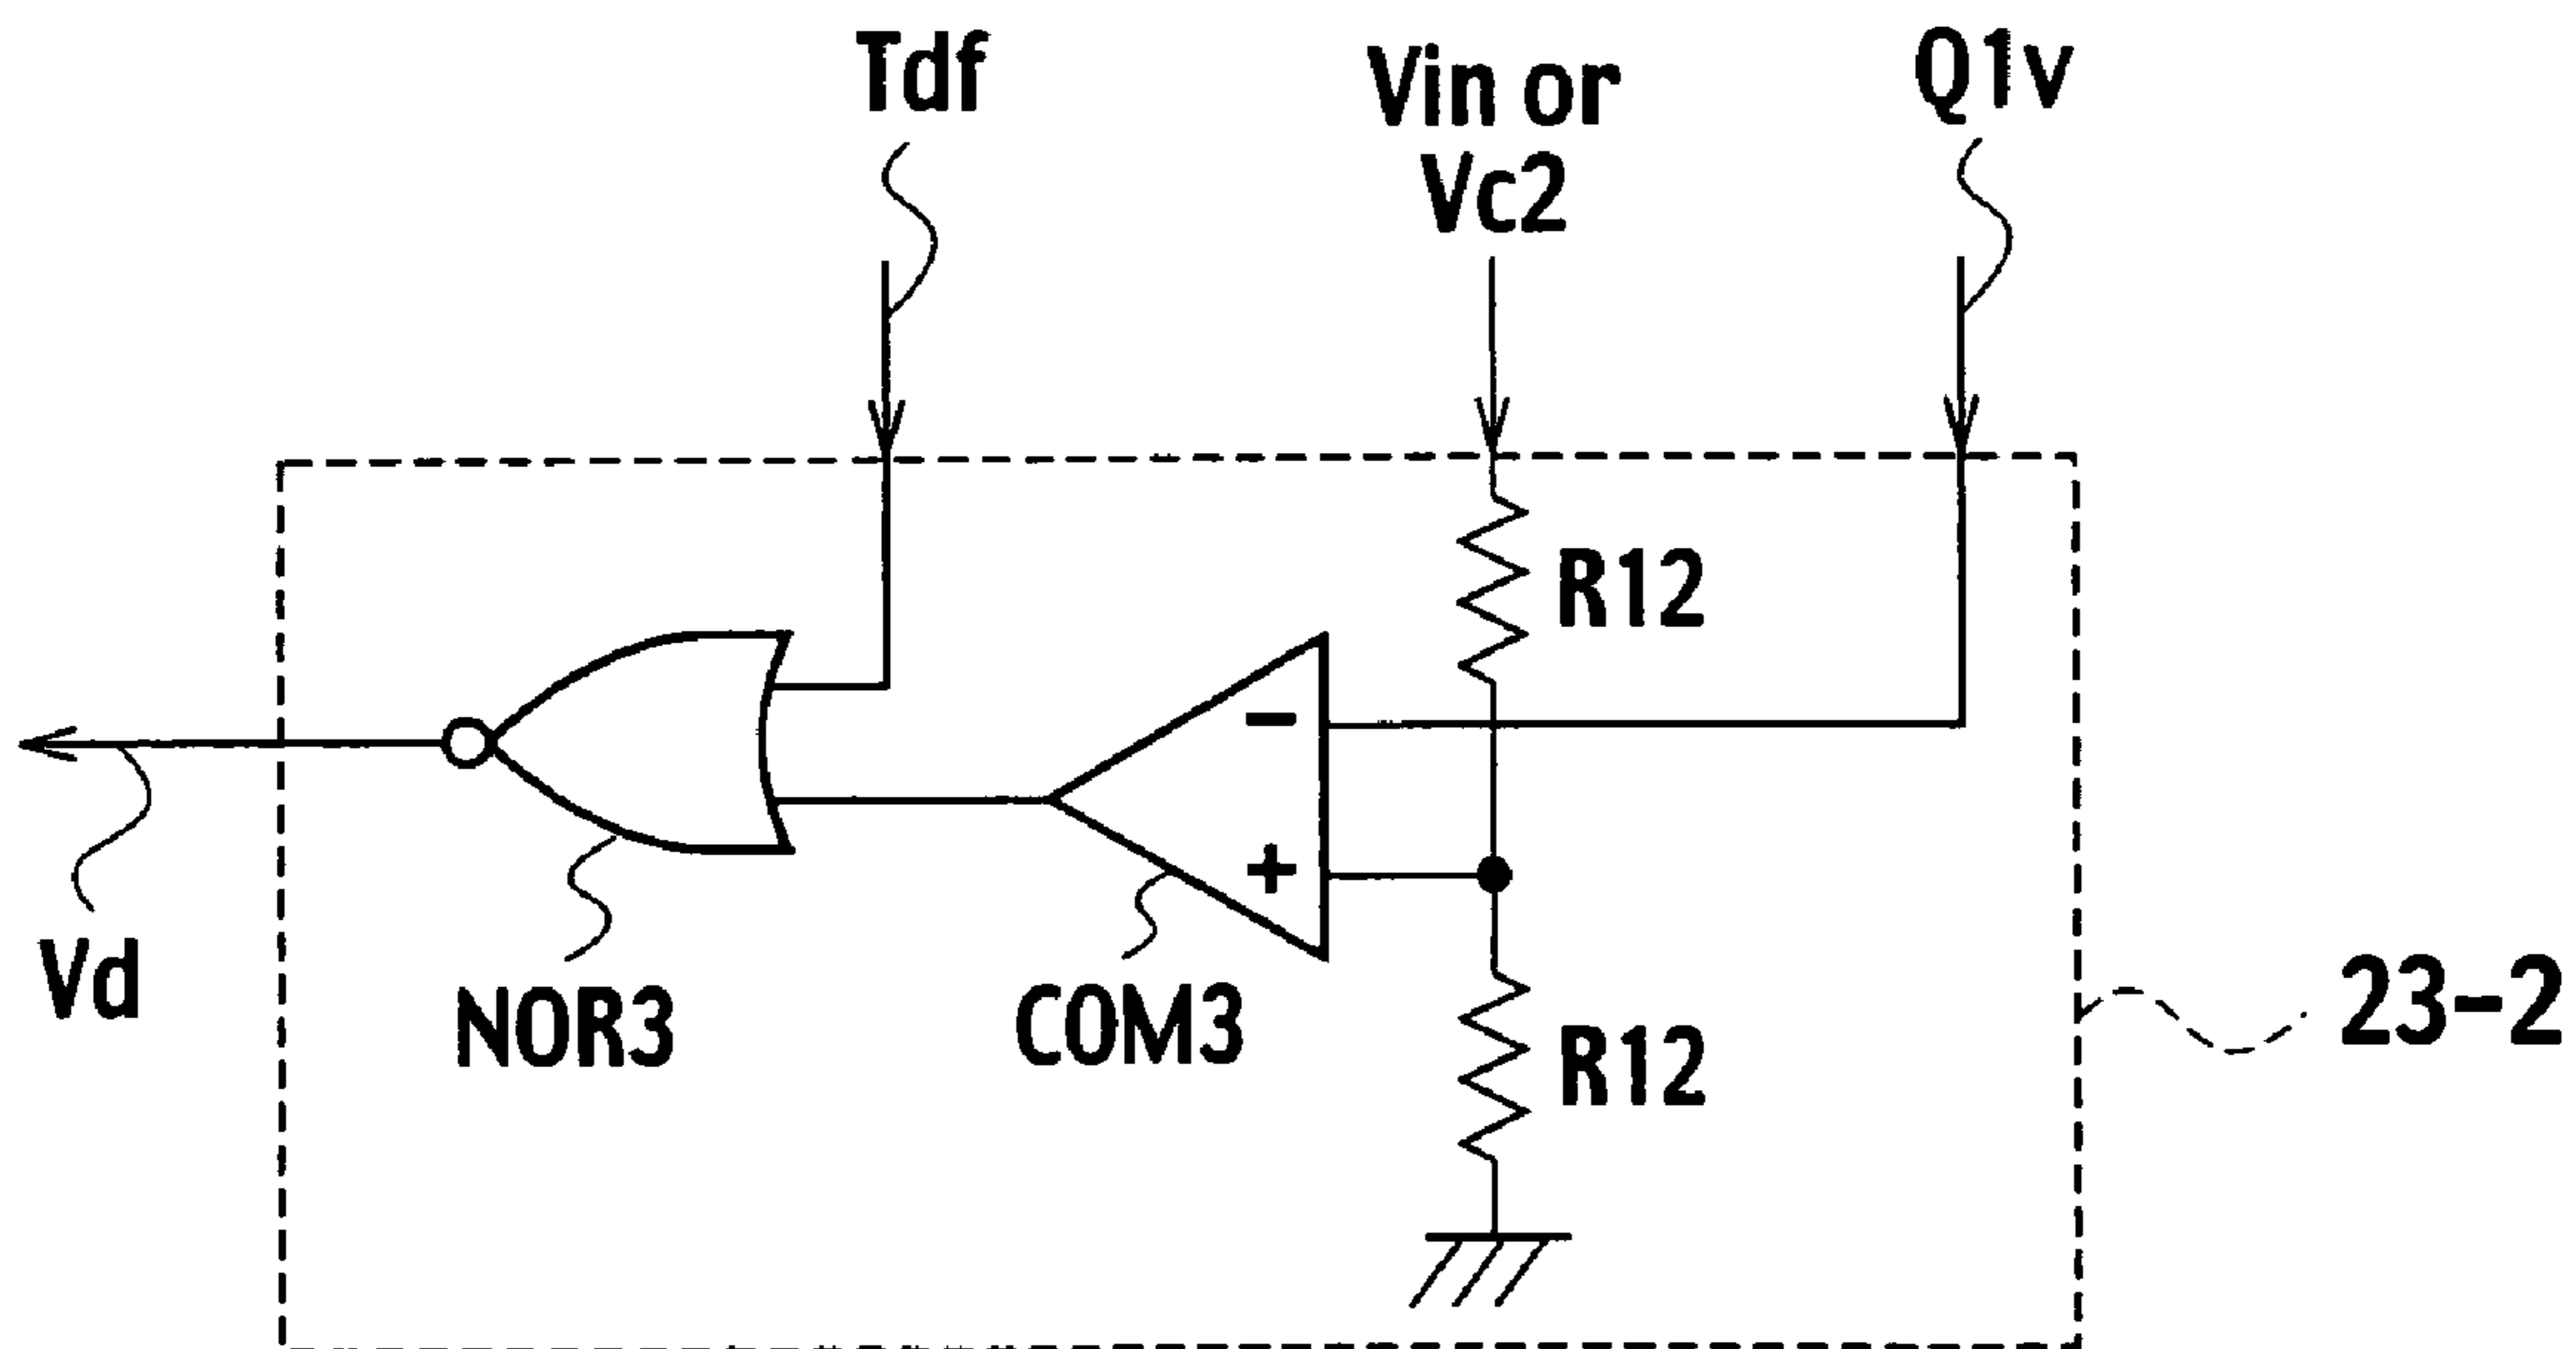 Tdf
Vin or
Vc2
Q1v
R12
-
+
Vd
NOR3
COM3
R12
23-2